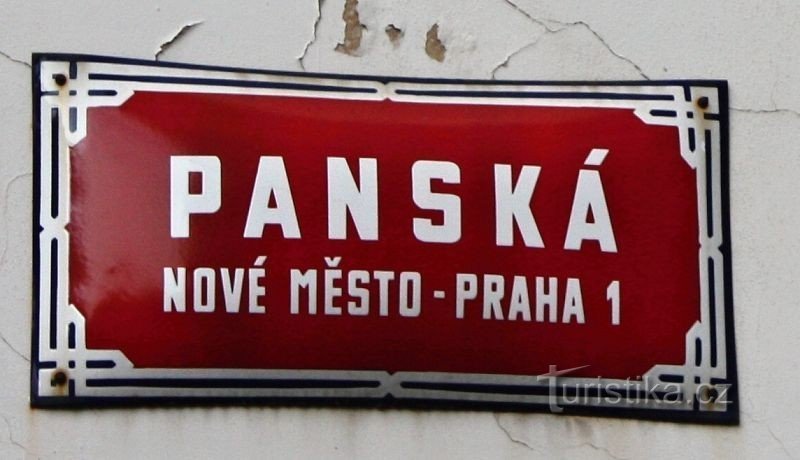 PANSKÁ
NOVÉ MĚSTO - PRAHA 1
Turistika.cz